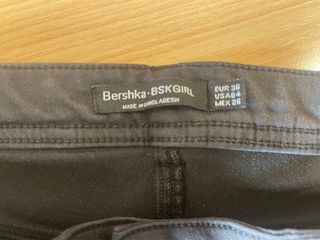 Bershka·BSKGIRL
MADE IN BANGLADESH
EUR 36
USA 04
MEX 26